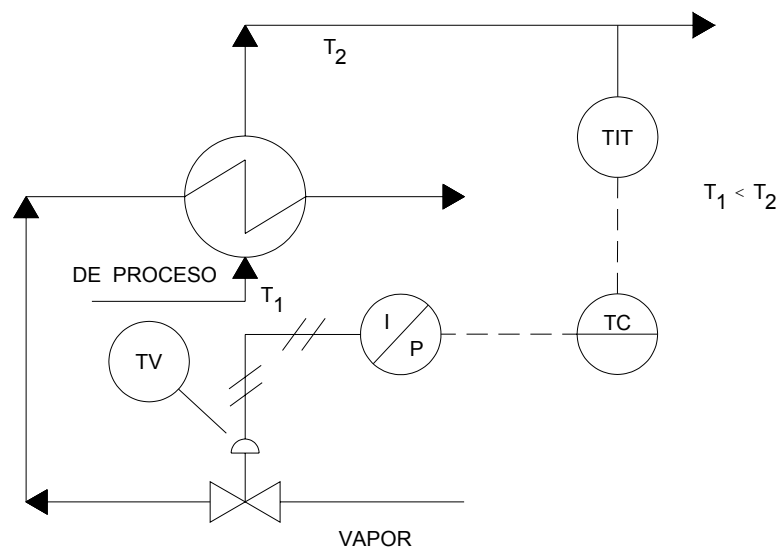 T2
TIT
T1 < T2
DE PROCESO
T1
I
P
TC
TV
VAPOR